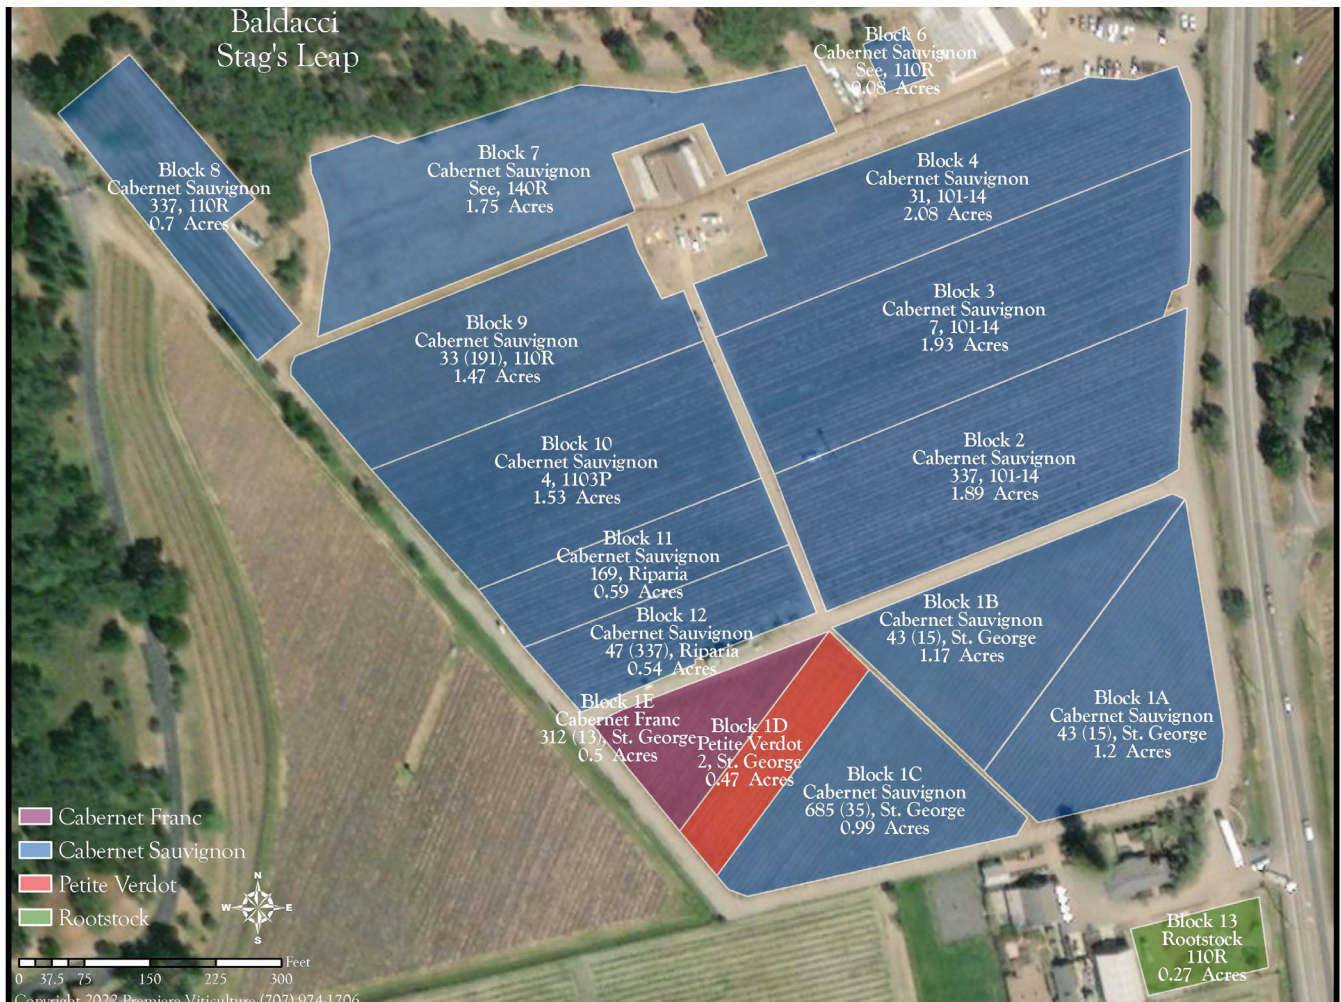 Baldacci
Stag's Leap
Block 6
Cabernet Sauvignon
See, 110R
0.08 Acres
Block 7
Cabernet Sauvignon
See, 140R
1.75 Acres
Block 8
Cabernet Sauvignon
337, 110R
0.7 Acres
Block 4
Cabernet Sauvignon
31, 101-14
2.08 Acres
Block 3
Cabernet Sauvignon
7, 101-14
1.93 Acres
Block 9
Cabernet Sauvignon
33 (191), 110R
1.47 Acres
Block 10
Cabernet Sauvignon
4, 1103P
1.53 Acres
Block 2
Cabernet Sauvignon
337, 101-14
1.89 Acres
Block 11
Cabernet Sauvignon
169, Riparia
0.59 Acres
Block 12
Cabernet Sauvignon
47 (337), Riparia
0.54 Acres
Block 1B
Cabernet Sauvignon
43 (15), St. George
1.17 Acres
Block 1A
Cabernet Sauvignon
43 (15), St. George
1.2 Acres
Block 1E
Cabernet Franc
312 (13), St. George
0.5 Acres
Block 1D
Petite Verdot
2, St. George
0.47 Acres
Block 1C
Cabernet Sauvignon
685 (35), St. George
0.99 Acres
Block 13
Rootstock
110R
0.27 Acres
Cabernet Franc
Cabernet Sauvignon
Petite Verdot
Rootstock
N
W E
S
Feet
0 37.5 75 150 225 300
Copyright 2022 Premiere Viticulture (707) 974-1706